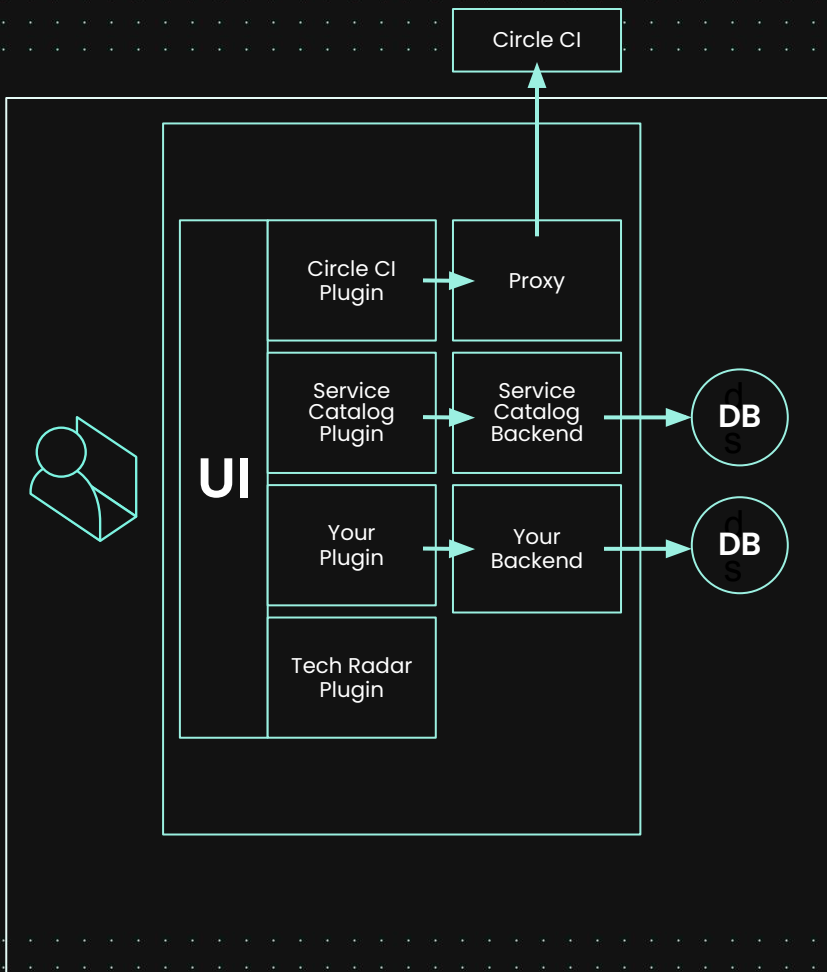 Circle CI
Circle CI
Plugin
Proxy
Service
Catalog
Plugin
Service
Catalog
Backend
d
DB
s
UI
Your
Plugin
Your
Backend
d
DB
s
Tech Radar
Plugin